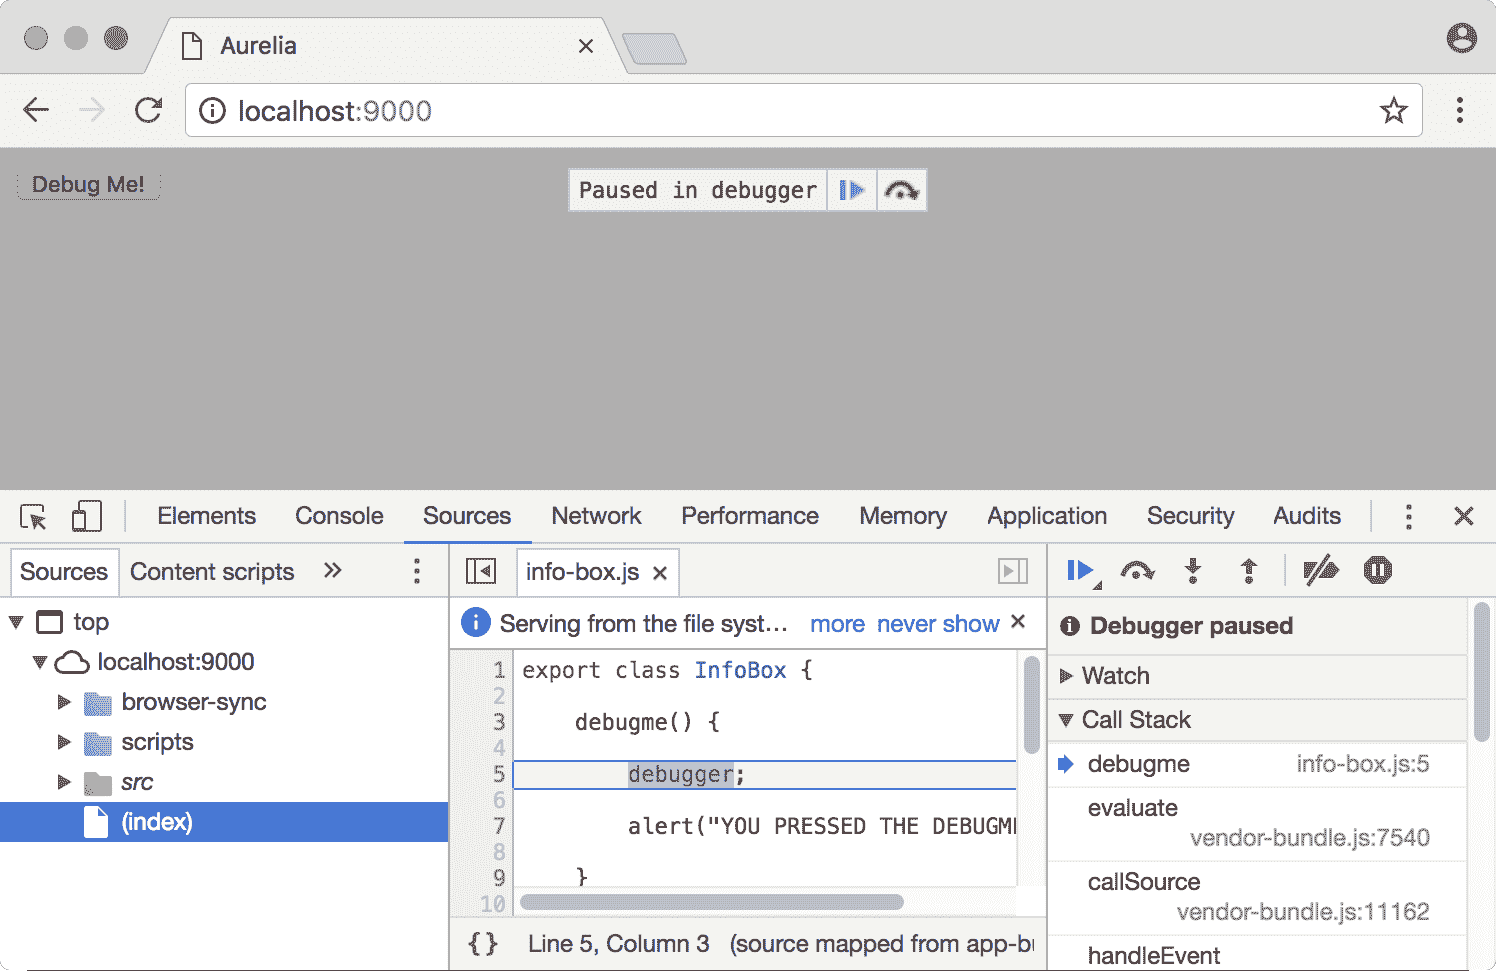 Aurelia
localhost:9000
Debug Me!
Paused in debugger
Elements Console Sources Network Performance Memory Application Security Audits
Sources Content scripts »
info-box.js
top
localhost:9000
browser-sync
scripts
src
(index)
Serving from the file syst... more never show
1 export class InfoBox {
2
3 debugme() {
4
5 debugger;
6
7 alert("YOU PRESSED THE DEBUGM
8
9 }
10
{} Line 5, Column 3 (source mapped from app-bu
Debugger paused
Watch
Call Stack
debugme info-box.js:5
evaluate
vendor-bundle.js:7540
callSource
vendor-bundle.js:11162
handleEvent